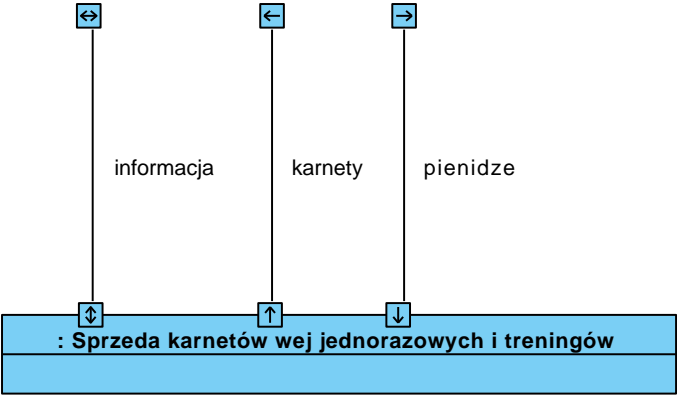 informacja
karnety
pienidze
: Sprzeda karnetów wej jednorazowych i treningów